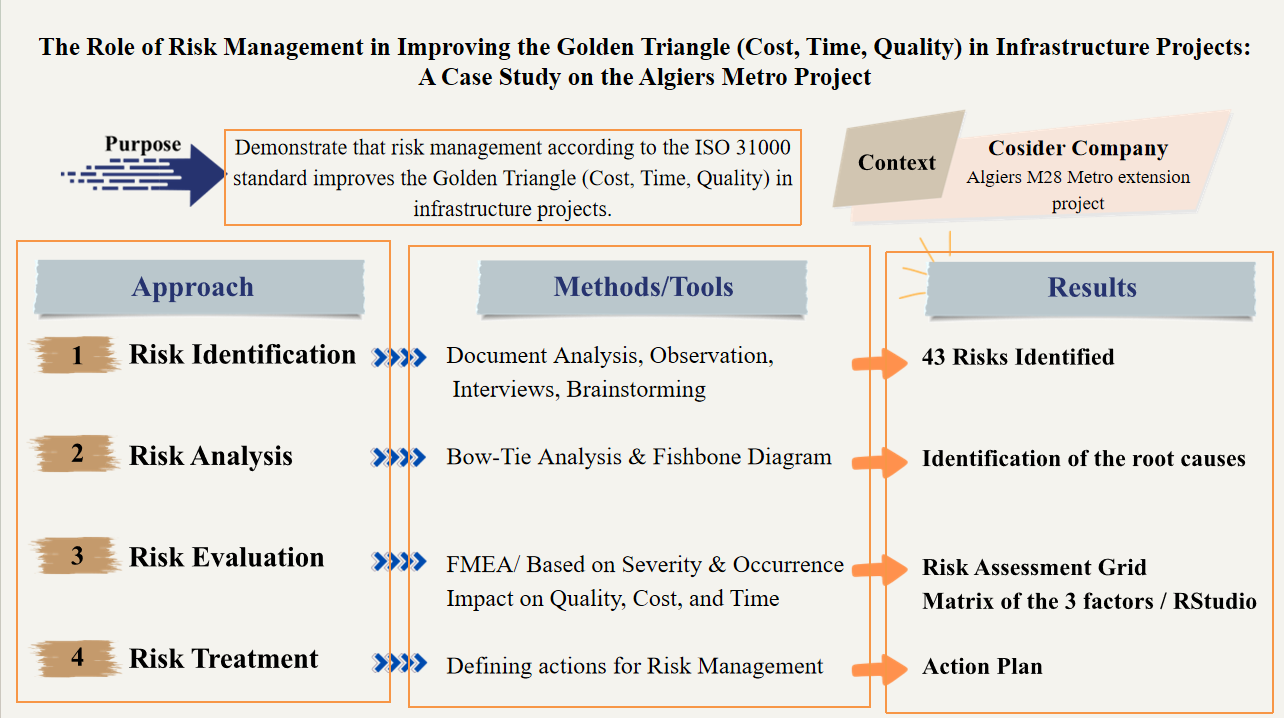 The Role of Risk Management in Improving the Golden Triangle (Cost, Time, Quality) in Infrastructure Projects:
A Case Study on the Algiers Metro Project
Purpose
Demonstrate that risk management according to the ISO 31000
standard improves the Golden Triangle (Cost, Time, Quality) in
infrastructure projects.
Context
Cosider Company
Algiers M28 Metro extension
project
Approach
Methods/Tools
Results
1
Risk Identification
Document Analysis, Observation,
Interviews, Brainstorming
43 Risks Identified
2
Risk Analysis
Bow-Tie Analysis & Fishbone Diagram
Identification of the root causes
3
Risk Evaluation
FMEA/ Based on Severity & Occurrence
Impact on Quality, Cost, and Time
Risk Assessment Grid
Matrix of the 3 factors / RStudio
4
Risk Treatment
Defining actions for Risk Management
Action Plan